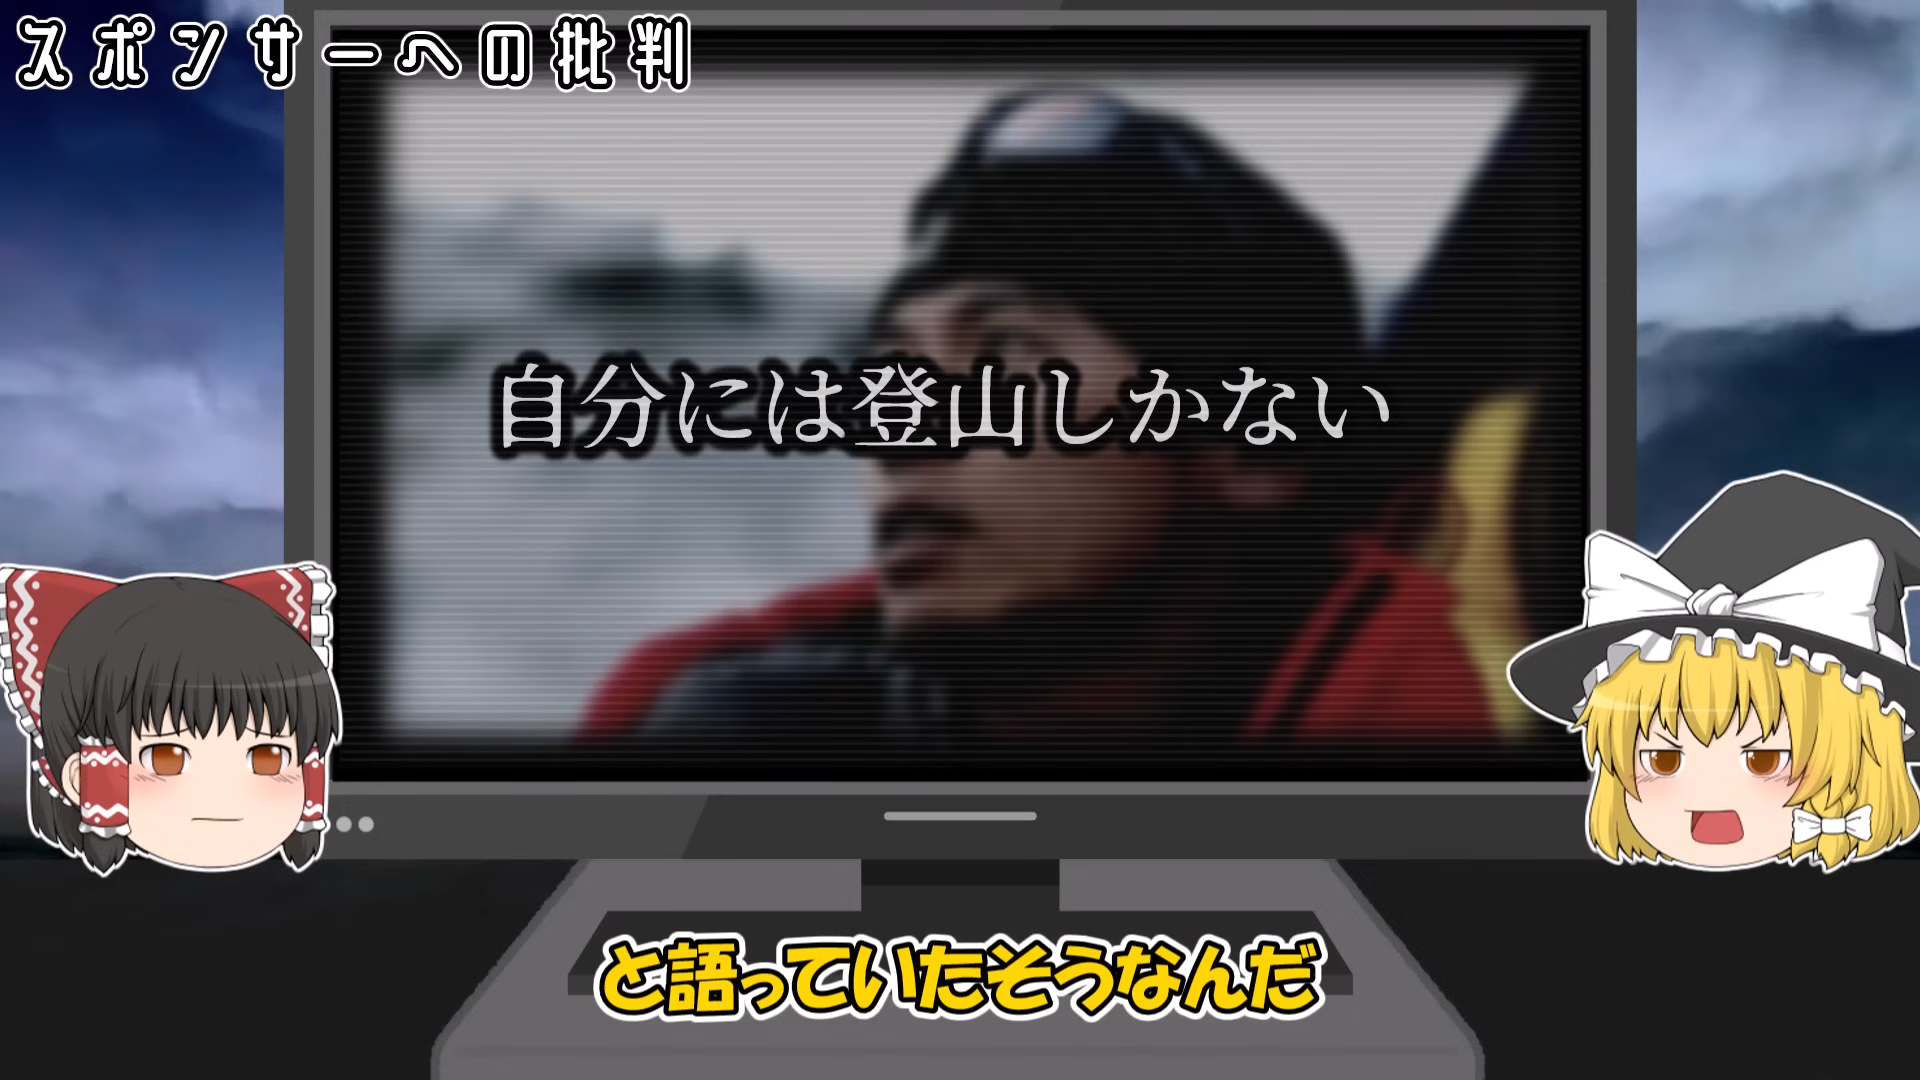 スポンサーへの批判
自分には登山しかない
と語っていたそうなんだ